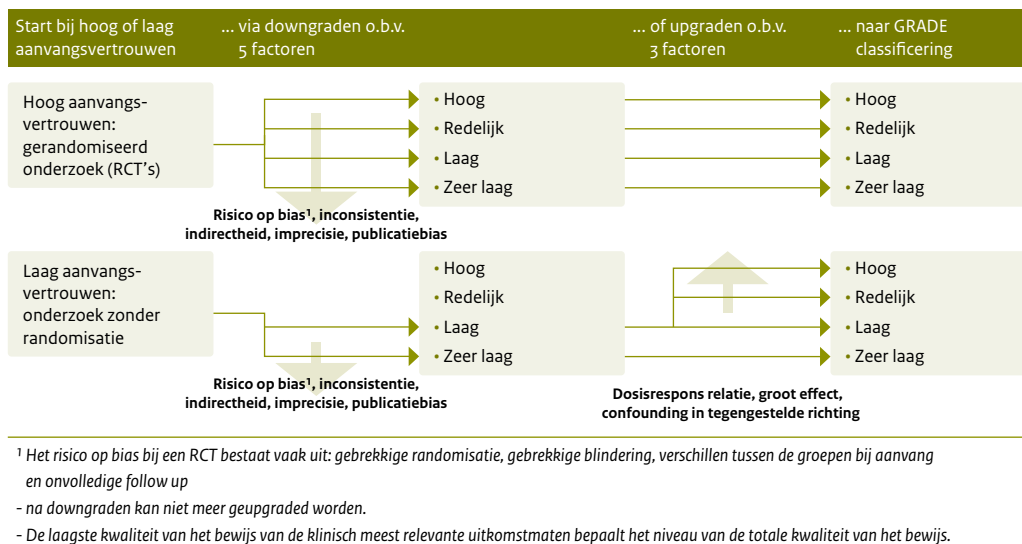 Start bij hoog of laag
aanvangsvertrouwen
... via downgraden o.b.v.
5 factoren
... of upgraden o.b.v.
3 factoren
... naar GRADE
classificering
Hoog aanvangs-
vertrouwen:
gerandomiseerd
onderzoek (RCT's)
• Hoog
• Redelijk
• Laag
• Zeer laag
• Hoog
• Redelijk
• Laag
• Zeer laag
Risico op bias¹, inconsistentie,
indirectheid, imprecisie, publicatiebias
Laag aanvangs-
vertrouwen:
onderzoek zonder
randomisatie
• Hoog
• Redelijk
• Laag
• Zeer laag
• Hoog
• Redelijk
• Laag
• Zeer laag
Risico op bias¹, inconsistentie,
indirectheid, imprecisie, publicatiebias
Dosisrespons relatie, groot effect,
confounding in tegengestelde richting
¹ Het risico op bias bij een RCT bestaat vaak uit: gebrekkige randomisatie, gebrekkige blindering, verschillen tussen de groepen bij aanvang
en onvolledige follow up
- na downgraden kan niet meer geupgraded worden.
- De laagste kwaliteit van het bewijs van de klinisch meest relevante uitkomstmaten bepaalt het niveau van de totale kwaliteit van het bewijs.